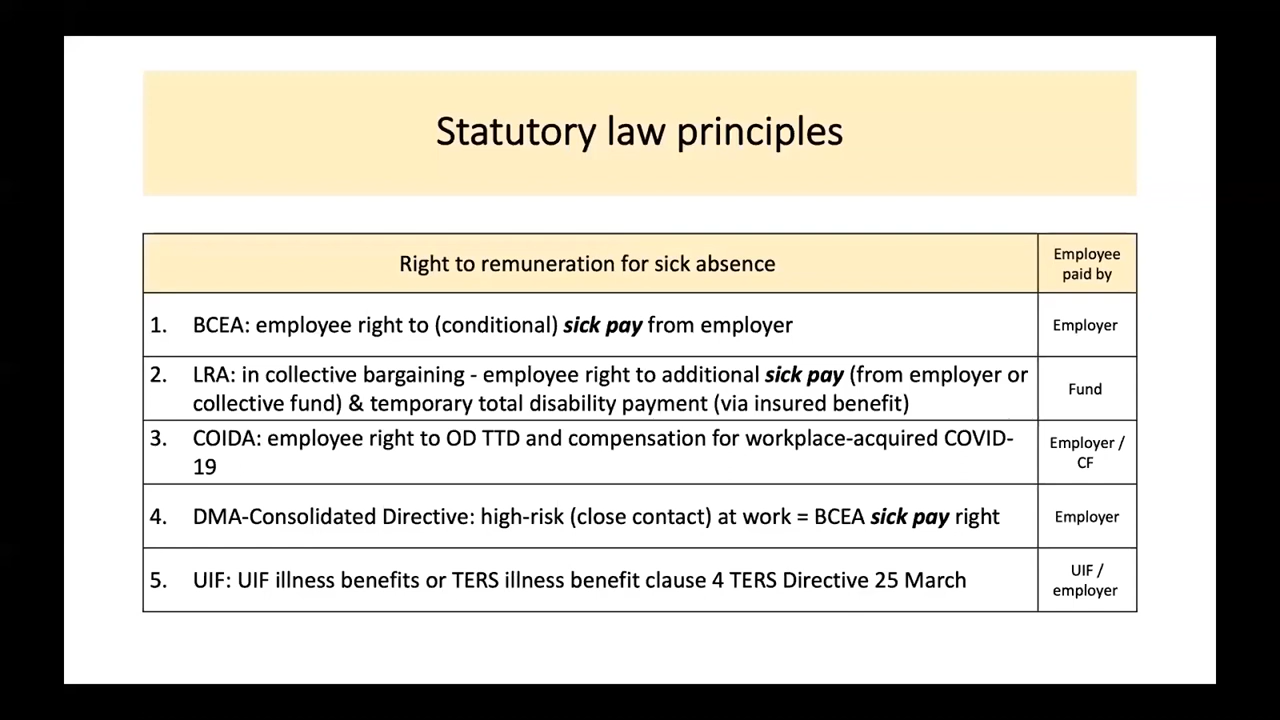 Statutory law principles
Right to remuneration for sick absence
Employee
paid by
1. BCEA: employee right to (conditional) sick pay from employer
Employer
2. LRA: in collective bargaining - employee right to additional sick pay (from employer or
collective fund) & temporary total disability payment (via insured benefit)
Fund
3. COIDA: employee right to OD TTD and compensation for workplace-acquired COVID-
19
Employer /
CF
4. DMA-Consolidated Directive: high-risk (close contact) at work = BCEA sick pay right
Employer
5. UIF: UIF illness benefits or TERS illness benefit clause 4 TERS Directive 25 March
UIF /
employer